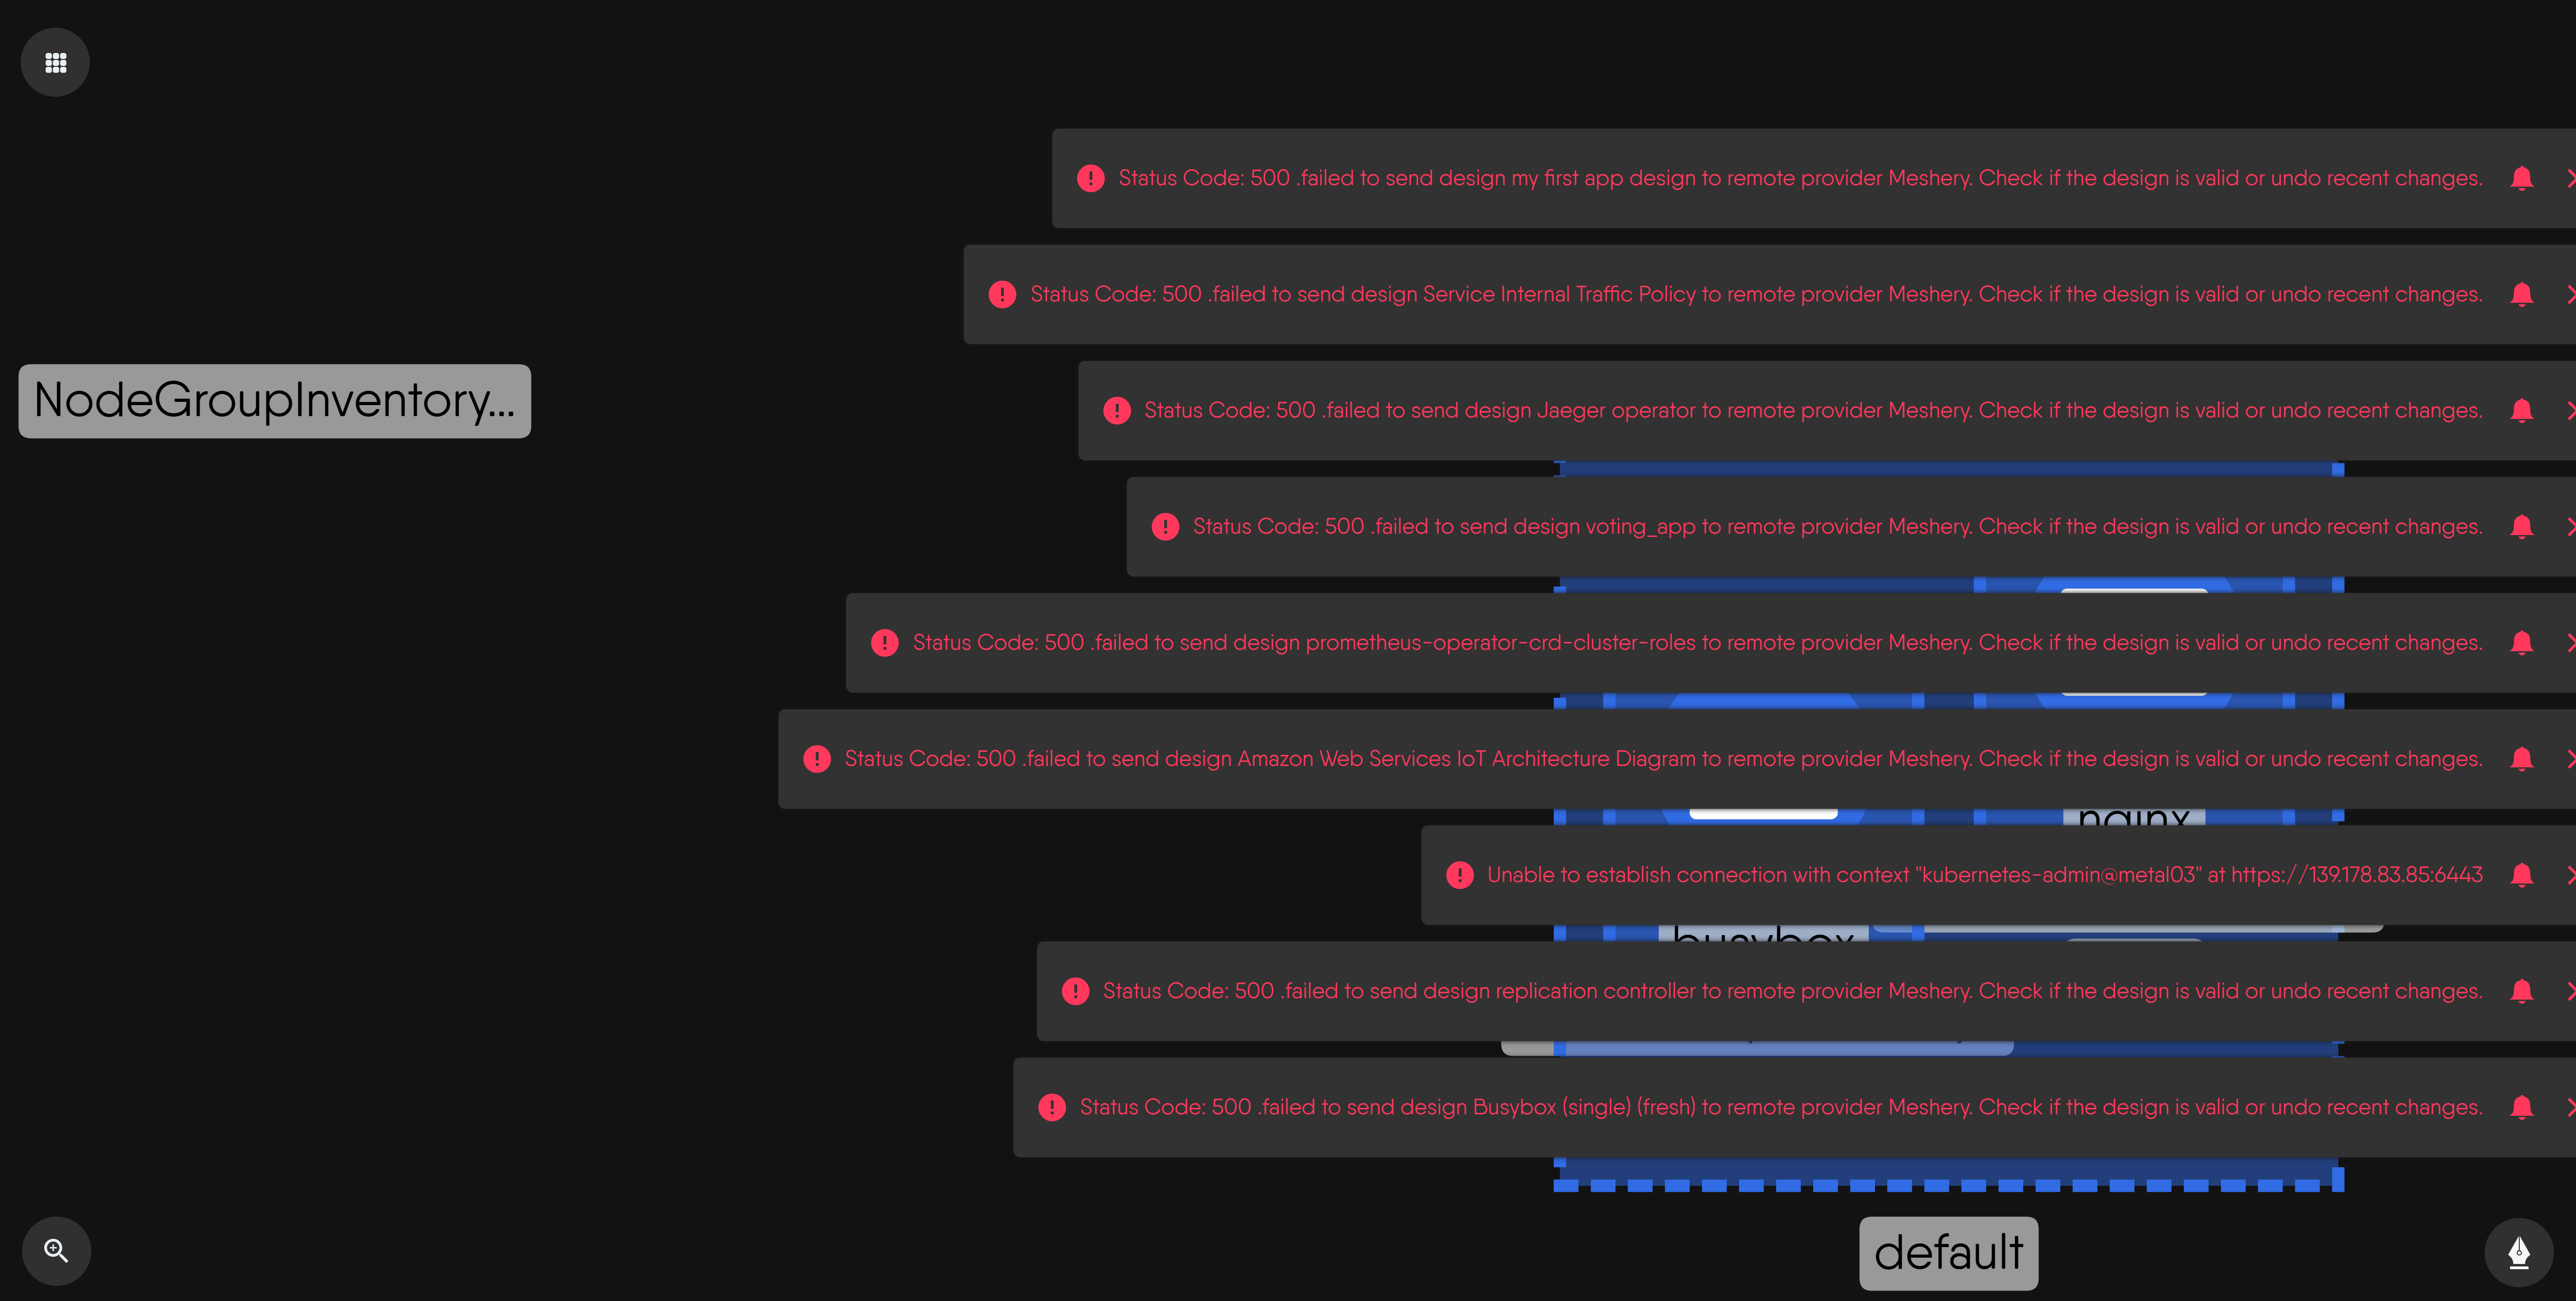 Status Code: 500 .failed to send design my first app design to remote provider Meshery. Check if the design is valid or undo recent changes.
Status Code: 500 .failed to send design Service Internal Traffic Policy to remote provider Meshery. Check if the design is valid or undo recent changes.
NodeGroupInventory...
Status Code: 500 .failed to send design Jaeger operator to remote provider Meshery. Check if the design is valid or undo recent changes.
Status Code: 500 .failed to send design voting_app to remote provider Meshery. Check if the design is valid or undo recent changes.
Status Code: 500 .failed to send design prometheus-operator-crd-cluster-roles to remote provider Meshery. Check if the design is valid or undo recent changes.
Status Code: 500 .failed to send design Amazon Web Services IoT Architecture Diagram to remote provider Meshery. Check if the design is valid or undo recent changes.
nginx
Unable to establish connection with context "kubernetes-admin@metal03" at https://139.178.83.85:6443
busybox
Status Code: 500 .failed to send design replication controller to remote provider Meshery. Check if the design is valid or undo recent changes.
Status Code: 500 .failed to send design Busybox (single) (fresh) to remote provider Meshery. Check if the design is valid or undo recent changes.
default